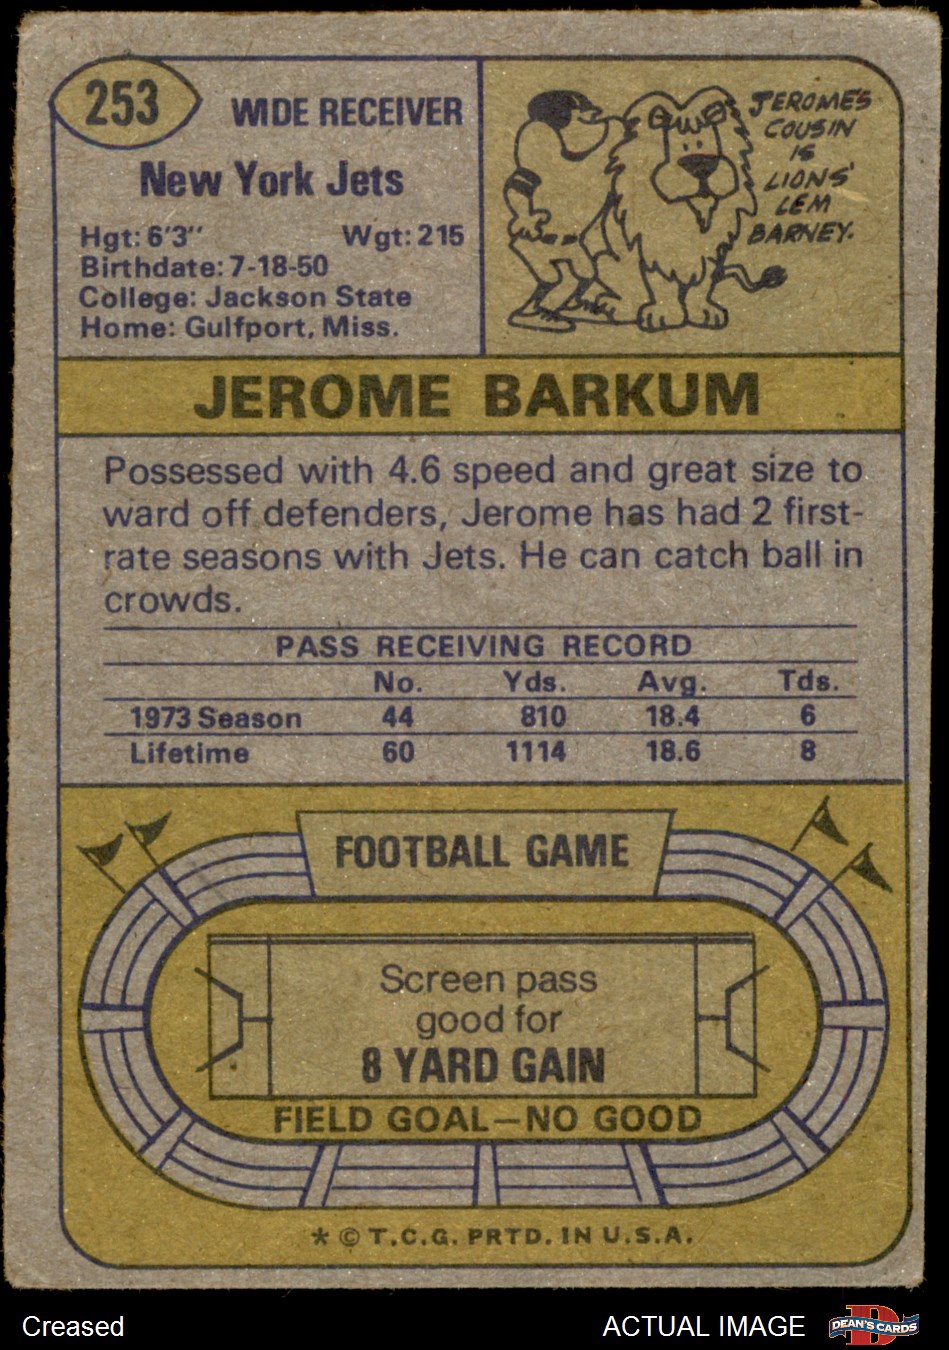 253
WIDE RECEIVER
New York Jets
Hgt: 6'3" Wgt: 215
Birthdate: 7-18-50
College: Jackson State
Home: Gulfport, Miss.
JEROME'S
COUSIN
IS
LIONS'
LEM
BARNEY.
JEROME BARKUM
Possessed with 4.6 speed and great size to
ward off defenders, Jerome has had 2 first-
rate seasons with Jets. He can catch ball in
crowds.
PASS RECEIVING RECORD
No. Yds. Avg. Tds.
1973 Season 44 810 18.4 6
Lifetime 60 1114 18.6 8
FOOTBALL GAME
Screen pass
good for
8 YARD GAIN
FIELD GOAL—NO GOOD
* © T.C.G. PRTD. IN U.S.A.
Creased
ACTUAL IMAGE
DEAN'S CARDS